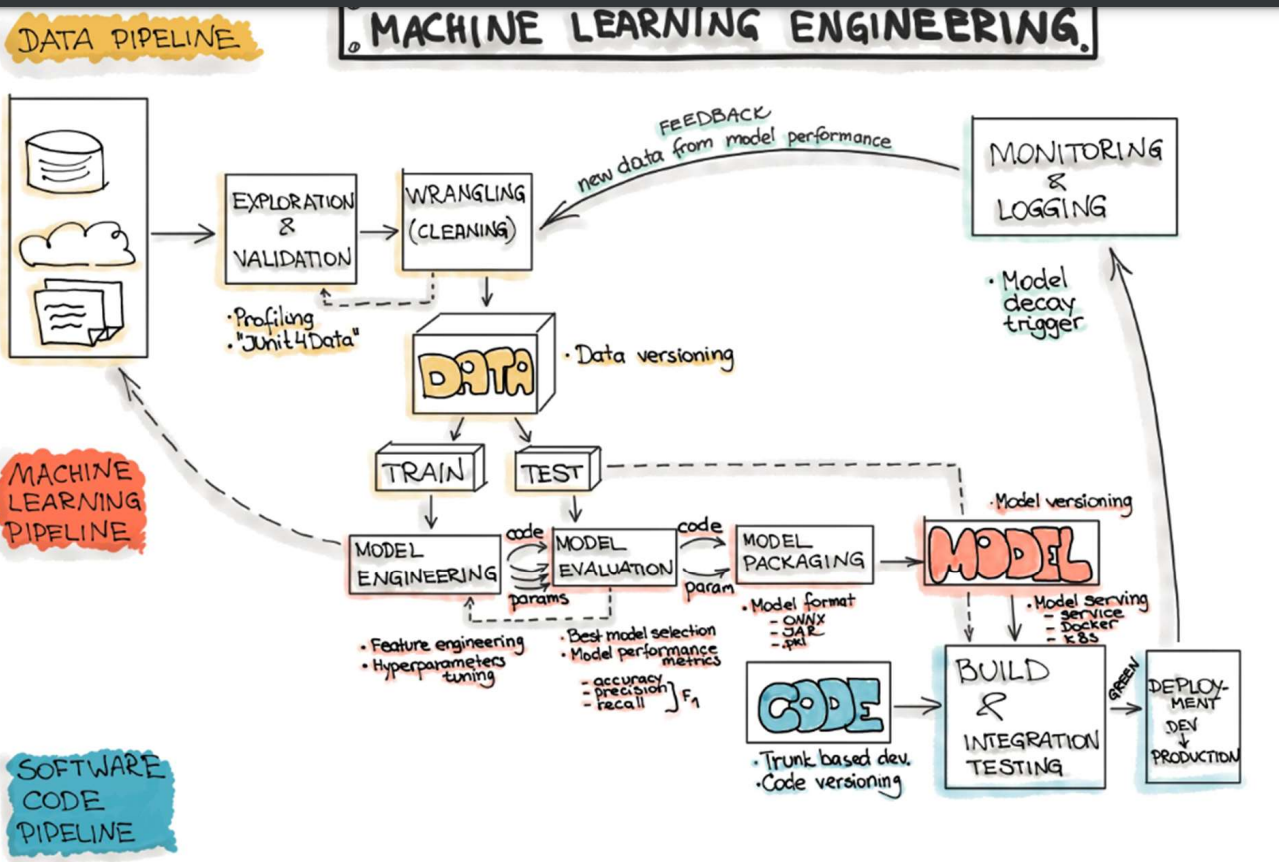 MACHINE LEARNING ENGINEERING.
DATA PIPELINE
EXPLORATION
&
VALIDATION
• Profiling
• "JUnit4Data"
WRANGLING
(CLEANING)
FEEDBACK
new data from model performance
MONITORING
&
LOGGING
• Model
decay
trigger
DATA
• Data versioning
TRAIN
TEST
MACHINE
LEARNING
PIPELINE
MODEL
ENGINEERING
• Feature engineering
• Hyperparameters
tuning
code
params
MODEL
EVALUATION
• Best model selection
• Model performance
metrics
- accuracy
- precision
- recall
F1
code
param
MODEL
PACKAGING
• Model format
- ONNX
- JAR
- .pkl
• Model versioning
MODEL
• Model serving
- service
- Docker
- K8s
CODE
• Trunk based dev.
• Code versioning
BUILD
&
INTEGRATION
TESTING
GREEN
DEPLOY-
MENT
DEV
PRODUCTION
SOFTWARE
CODE
PIPELINE